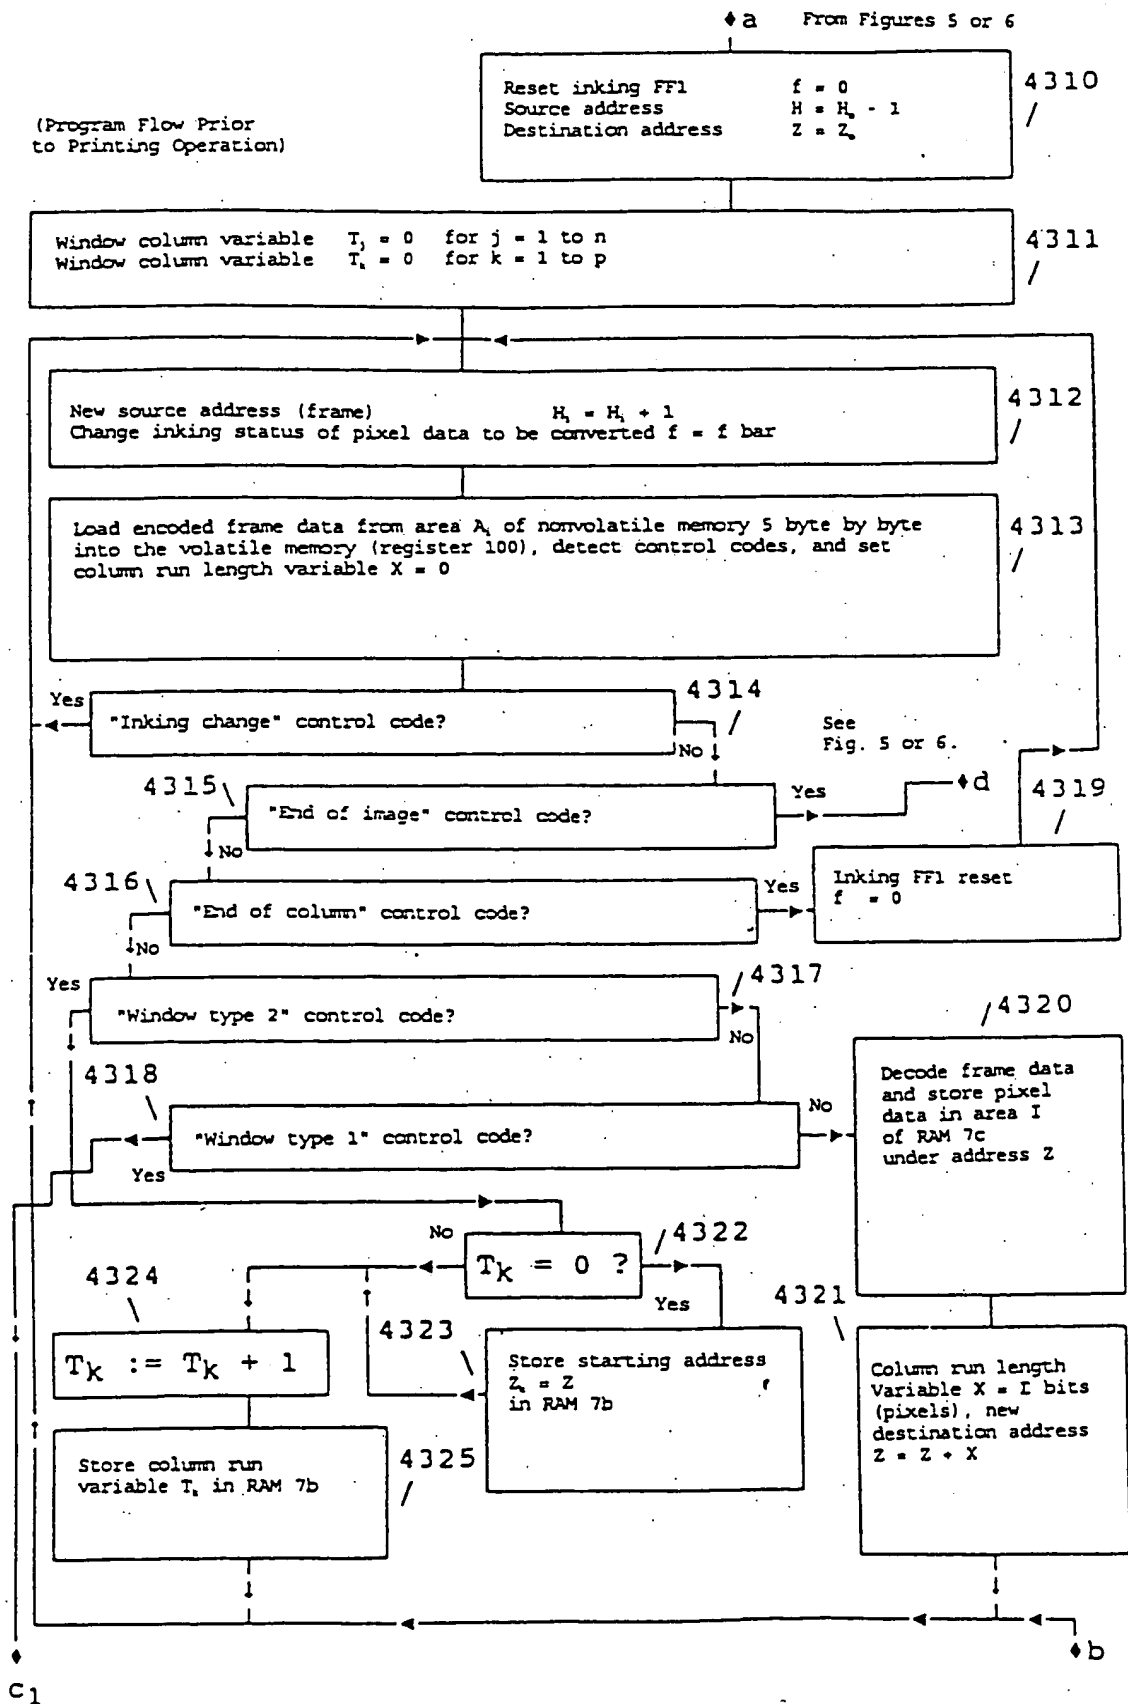 a From Figures 5 or 6
Reset inking FF1 f = 0
Source address H = H₀ - 1
Destination address Z = Z₀
4310
(Program Flow Prior
to Printing Operation)
Window column variable Tⱼ = 0 for j = 1 to n
Window column variable Tₖ = 0 for k = 1 to p
4311
New source address (frame) Hᵢ = Hᵢ + 1
Change inking status of pixel data to be converted f = f bar
4312
Load encoded frame data from area Aᵢ of nonvolatile memory 5 byte by byte
into the volatile memory (register 100), detect control codes, and set
column run length variable X = 0
4313
Yes
"Inking change" control code?
4314
No
See
Fig. 5 or 6.
d
4315
"End of image" control code?
Yes
No
4319
4316
"End of column" control code?
Yes
Inking FF1 reset
f = 0
No
Yes
"Window type 2" control code?
4317
No
4320
Decode frame data
and store pixel
data in area I
of RAM 7c
under address Z
4318
"Window type 1" control code?
No
Yes
No
Tk = 0 ?
4322
Yes
4324
Tk := Tk + 1
4323
Store starting address
Zₖ = Z
in RAM 7b
4321
Column run length
Variable X = I bits
(pixels), new
destination address
Z = Z + X
Store column run
variable Tₖ in RAM 7b
4325
b
c1